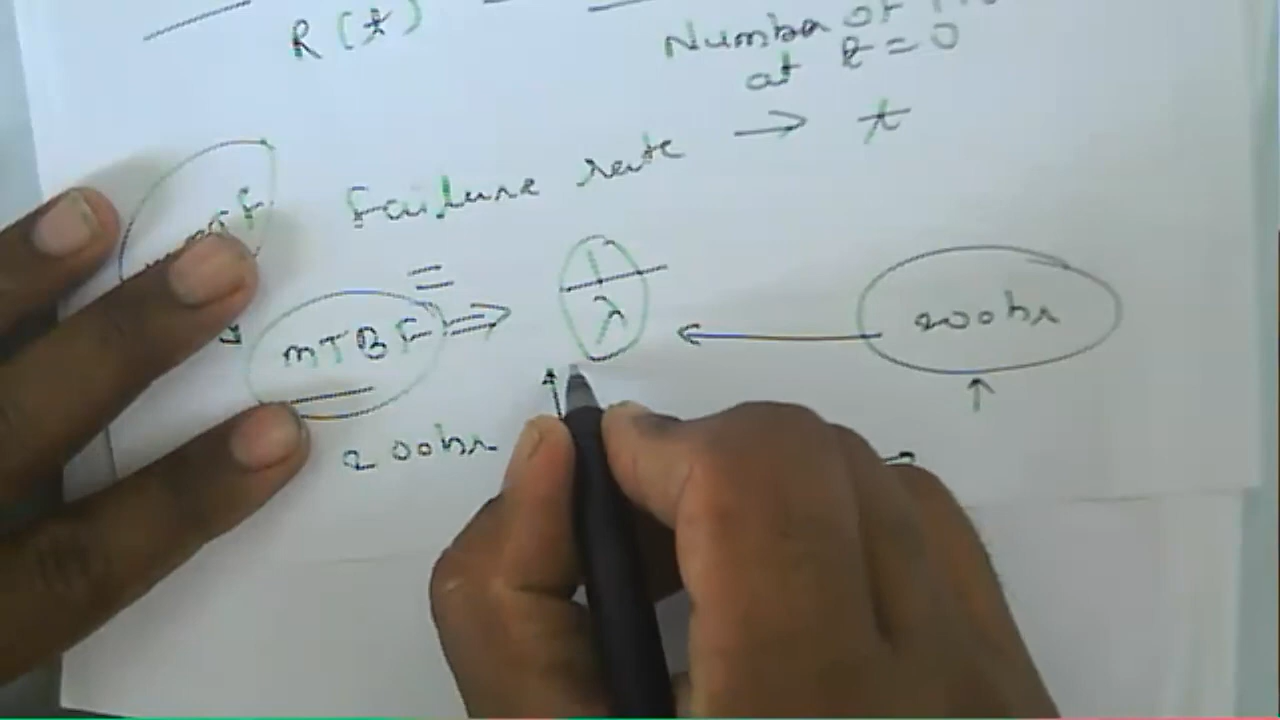 R(t)
Number of
at t = 0
Failure rate → t
=
MTBF ⇒ 1/λ ← 200hr
↑
200hr